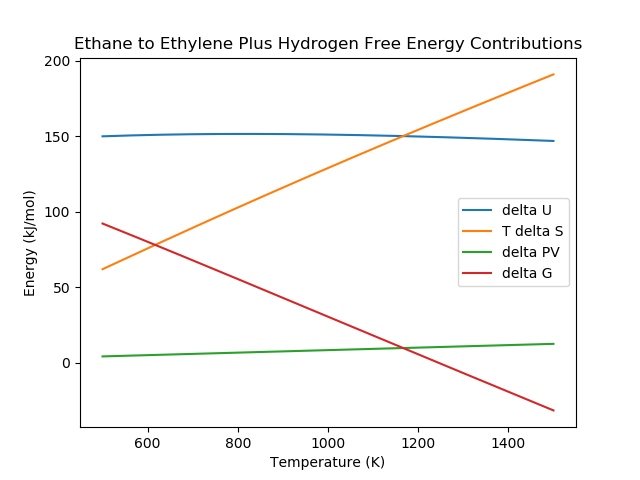 Ethane to Ethylene Plus Hydrogen Free Energy Contributions
200
150
100
50
0
Energy (kJ/mol)
delta U
T delta S
delta PV
delta G
600 800 1000 1200 1400
Temperature (K)